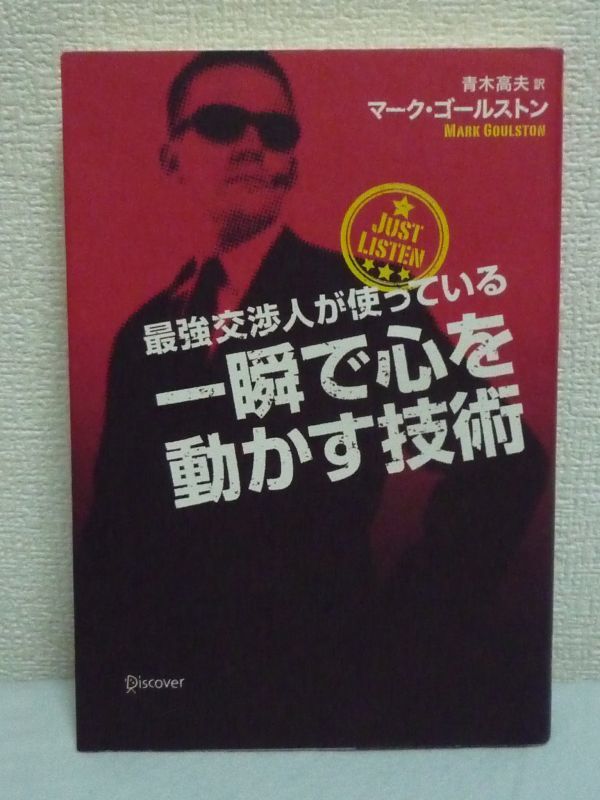 青木高夫 訳
マーク・ゴールストン
MARK GOULSTON
JUST
LISTEN
最強交渉人が使っている
一瞬で心を
動かす技術
Discover